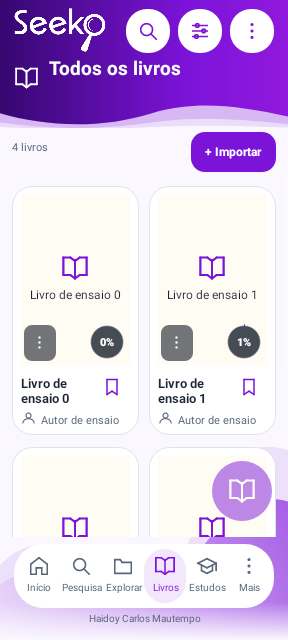 Seeko
Todos os livros
4 livros
+ Importar
Livro de ensaio 0
Livro de ensaio 1
0%
1%
Livro de
ensaio 0
Livro de
ensaio 1
Autor de ensaio
Autor de ensaio
Início
Pesquisa
Explorar
Livros
Estudos
Mais
Haidoy Carlos Mautempo